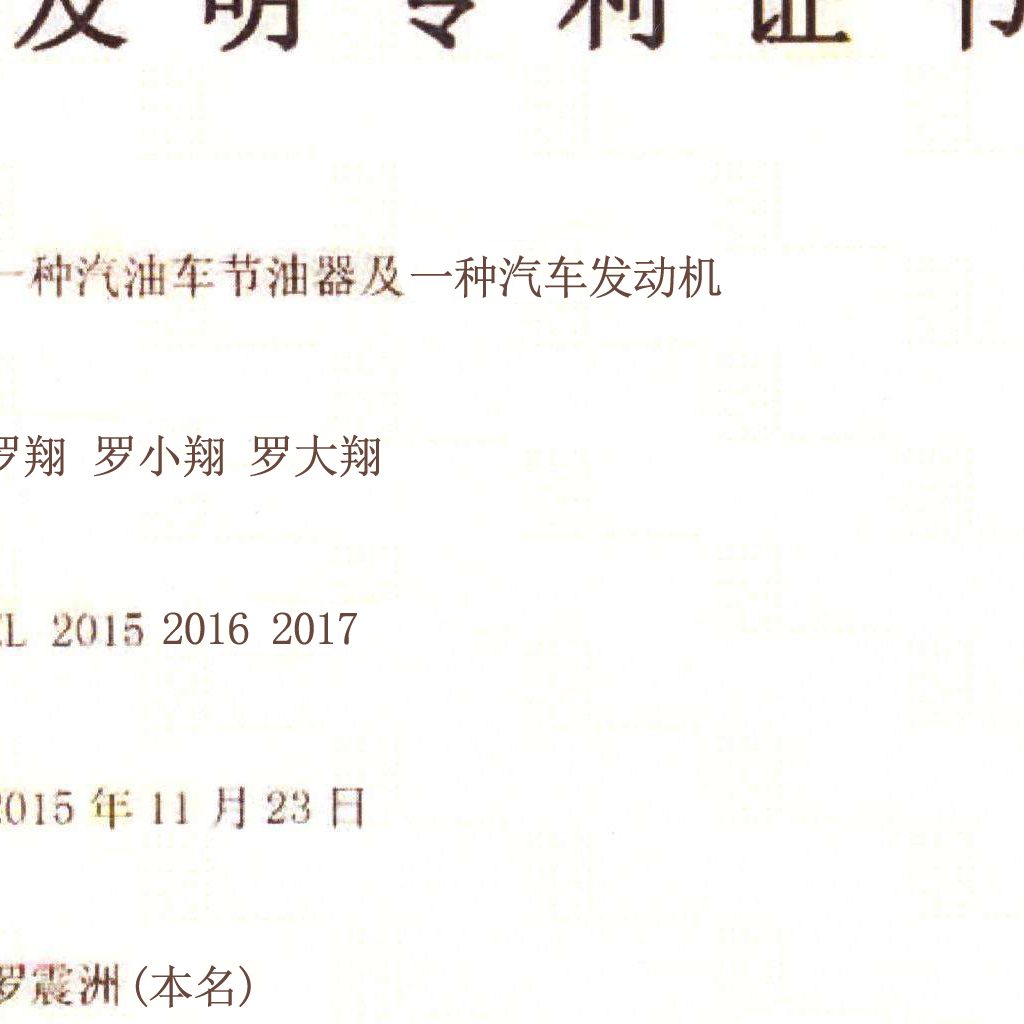 发明专利证书
一种汽油车节油器及一种汽车发动机
罗翔 罗小翔 罗大翔
ZL 2015 2016 2017
2015 年 11 月 23 日
罗震洲(本名)